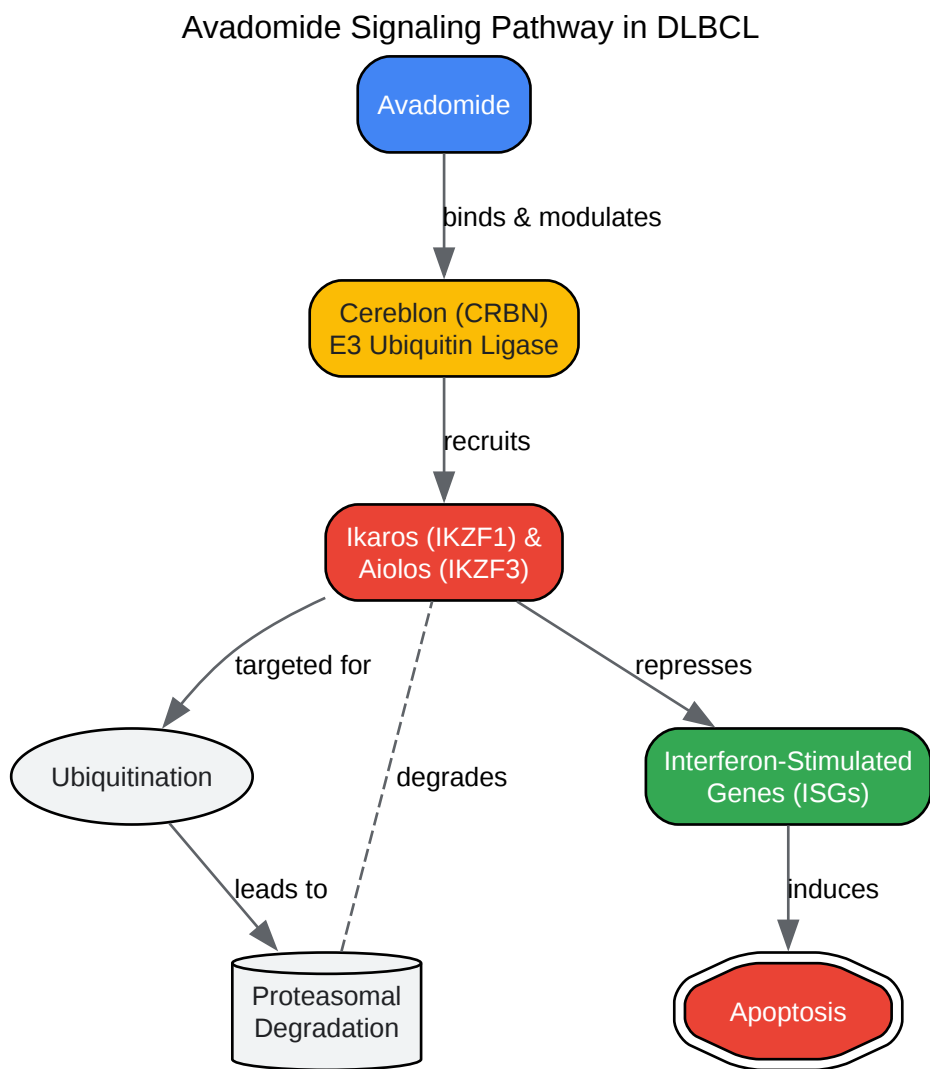 Avadomide Signaling Pathway in DLBCL
Avadomide
binds & modulates
Cereblon (CRBN)
E3 Ubiquitin Ligase
recruits
Ikaros (IKZF1) &
Aiolos (IKZF3)
targeted for
represses
Ubiquitination
degrades
Interferon-Stimulated
Genes (ISGs)
leads to
induces
Proteasomal
Degradation
Apoptosis